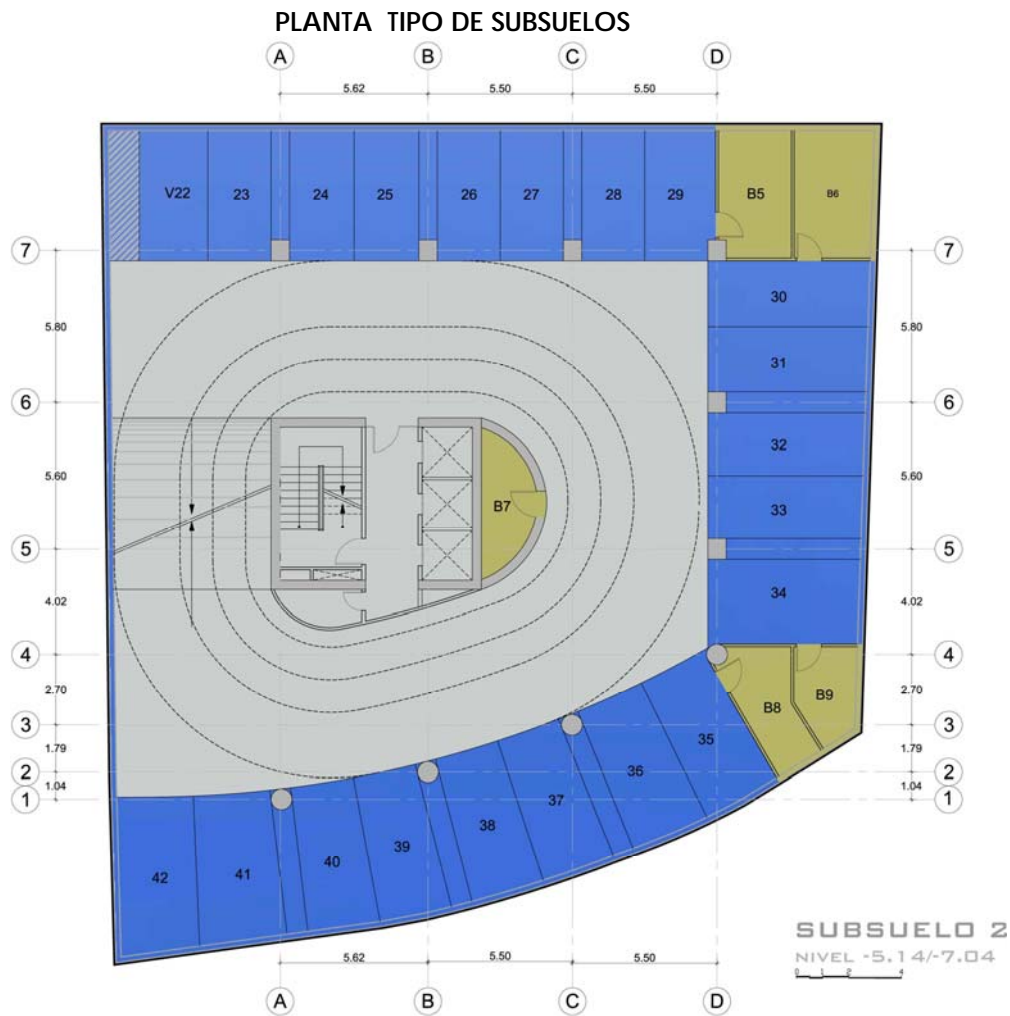 PLANTA TIPO DE SUBSUELOS
A B C D
5.62 5.50 5.50
V22 23 24 25 26 27 28 29 B5 B6
7 7
30
5.80 5.80
31
6 6
32
5.60 5.60
B7 33
5 5
4.02 34 4.02
4 4
2.70 B8 B9 2.70
3 3
35
1.79 1.79
36
2 2
1.04 1.04
1 1
37
38
39
40
41
42
SUBSUELO 2
NIVEL -5.14/-7.04
0 1 2 4
5.62 5.50 5.50
A B C D